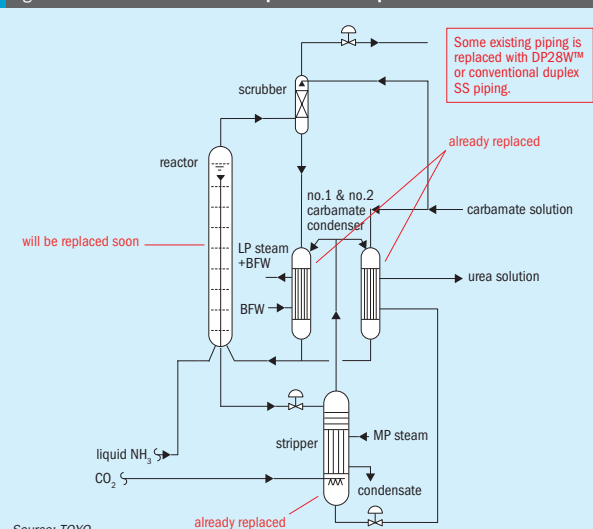 Some existing piping is
replaced with DP28W™
or conventional duplex
SS piping.
scrubber
already replaced
reactor
no.1 & no.2
carbamate
condenser
carbamate solution
will be replaced soon
LP steam
+BFW
urea solution
BFW
MP steam
stripper
liquid NH₃
CO₂
condensate
already replaced
Source: TOYO